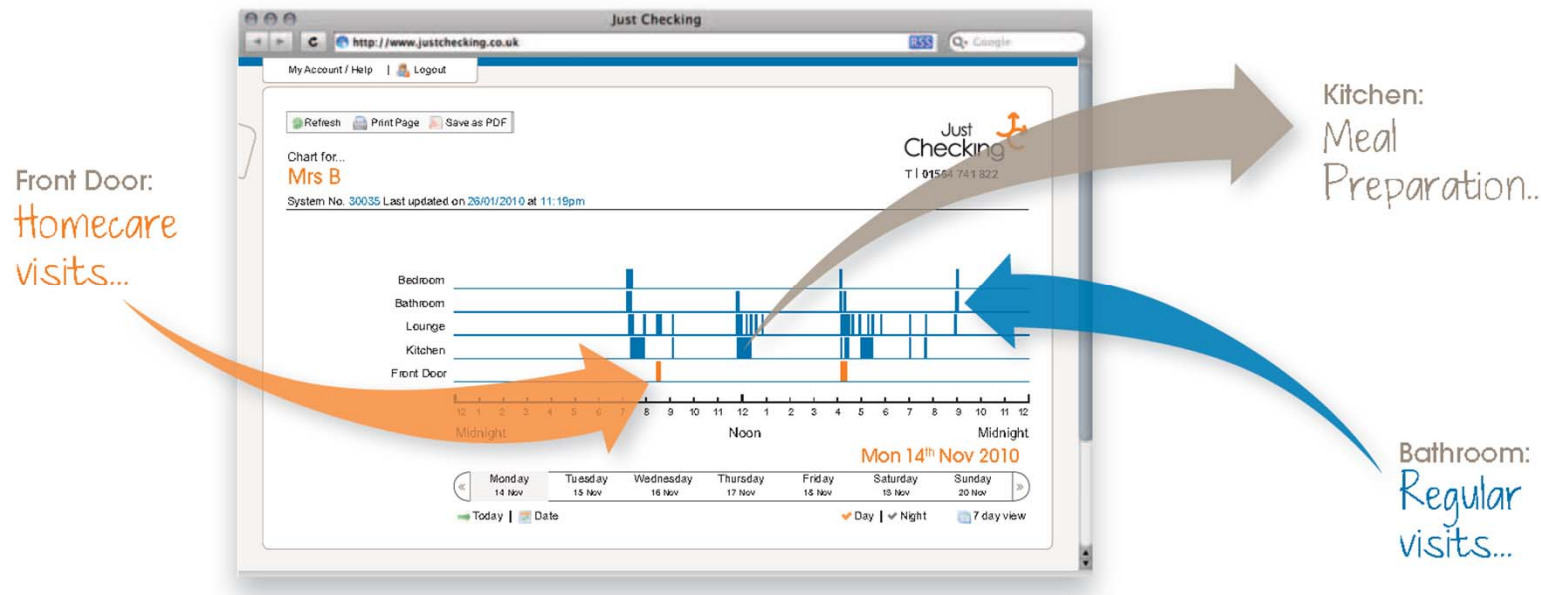 Just Checking
http://www.justchecking.co.uk
RSS
Google
My Account / Help | Logout
Refresh Print Page Save as PDF
Just
Checking
T | 01564 741 822
Chart for...
Mrs B
System No. 30035 Last updated on 26/01/2010 at 11:19pm
Front Door:
Homecare
visits...
Kitchen:
Meal
Preparation..
Bedroom
Bathroom
Lounge
Kitchen
Front Door
12 1 2 3 4 5 6 7 8 9 10 11 12 1 2 3 4 5 6 7 8 9 10 11 12
Midnight Noon Midnight
Mon 14th Nov 2010
« Monday Tuesday Wednesday Thursday Friday Saturday Sunday »
14 Nov 15 Nov 16 Nov 17 Nov 18 Nov 19 Nov 20 Nov
Today | Date Day | Night 7 day view
Bathroom:
Regular
visits...